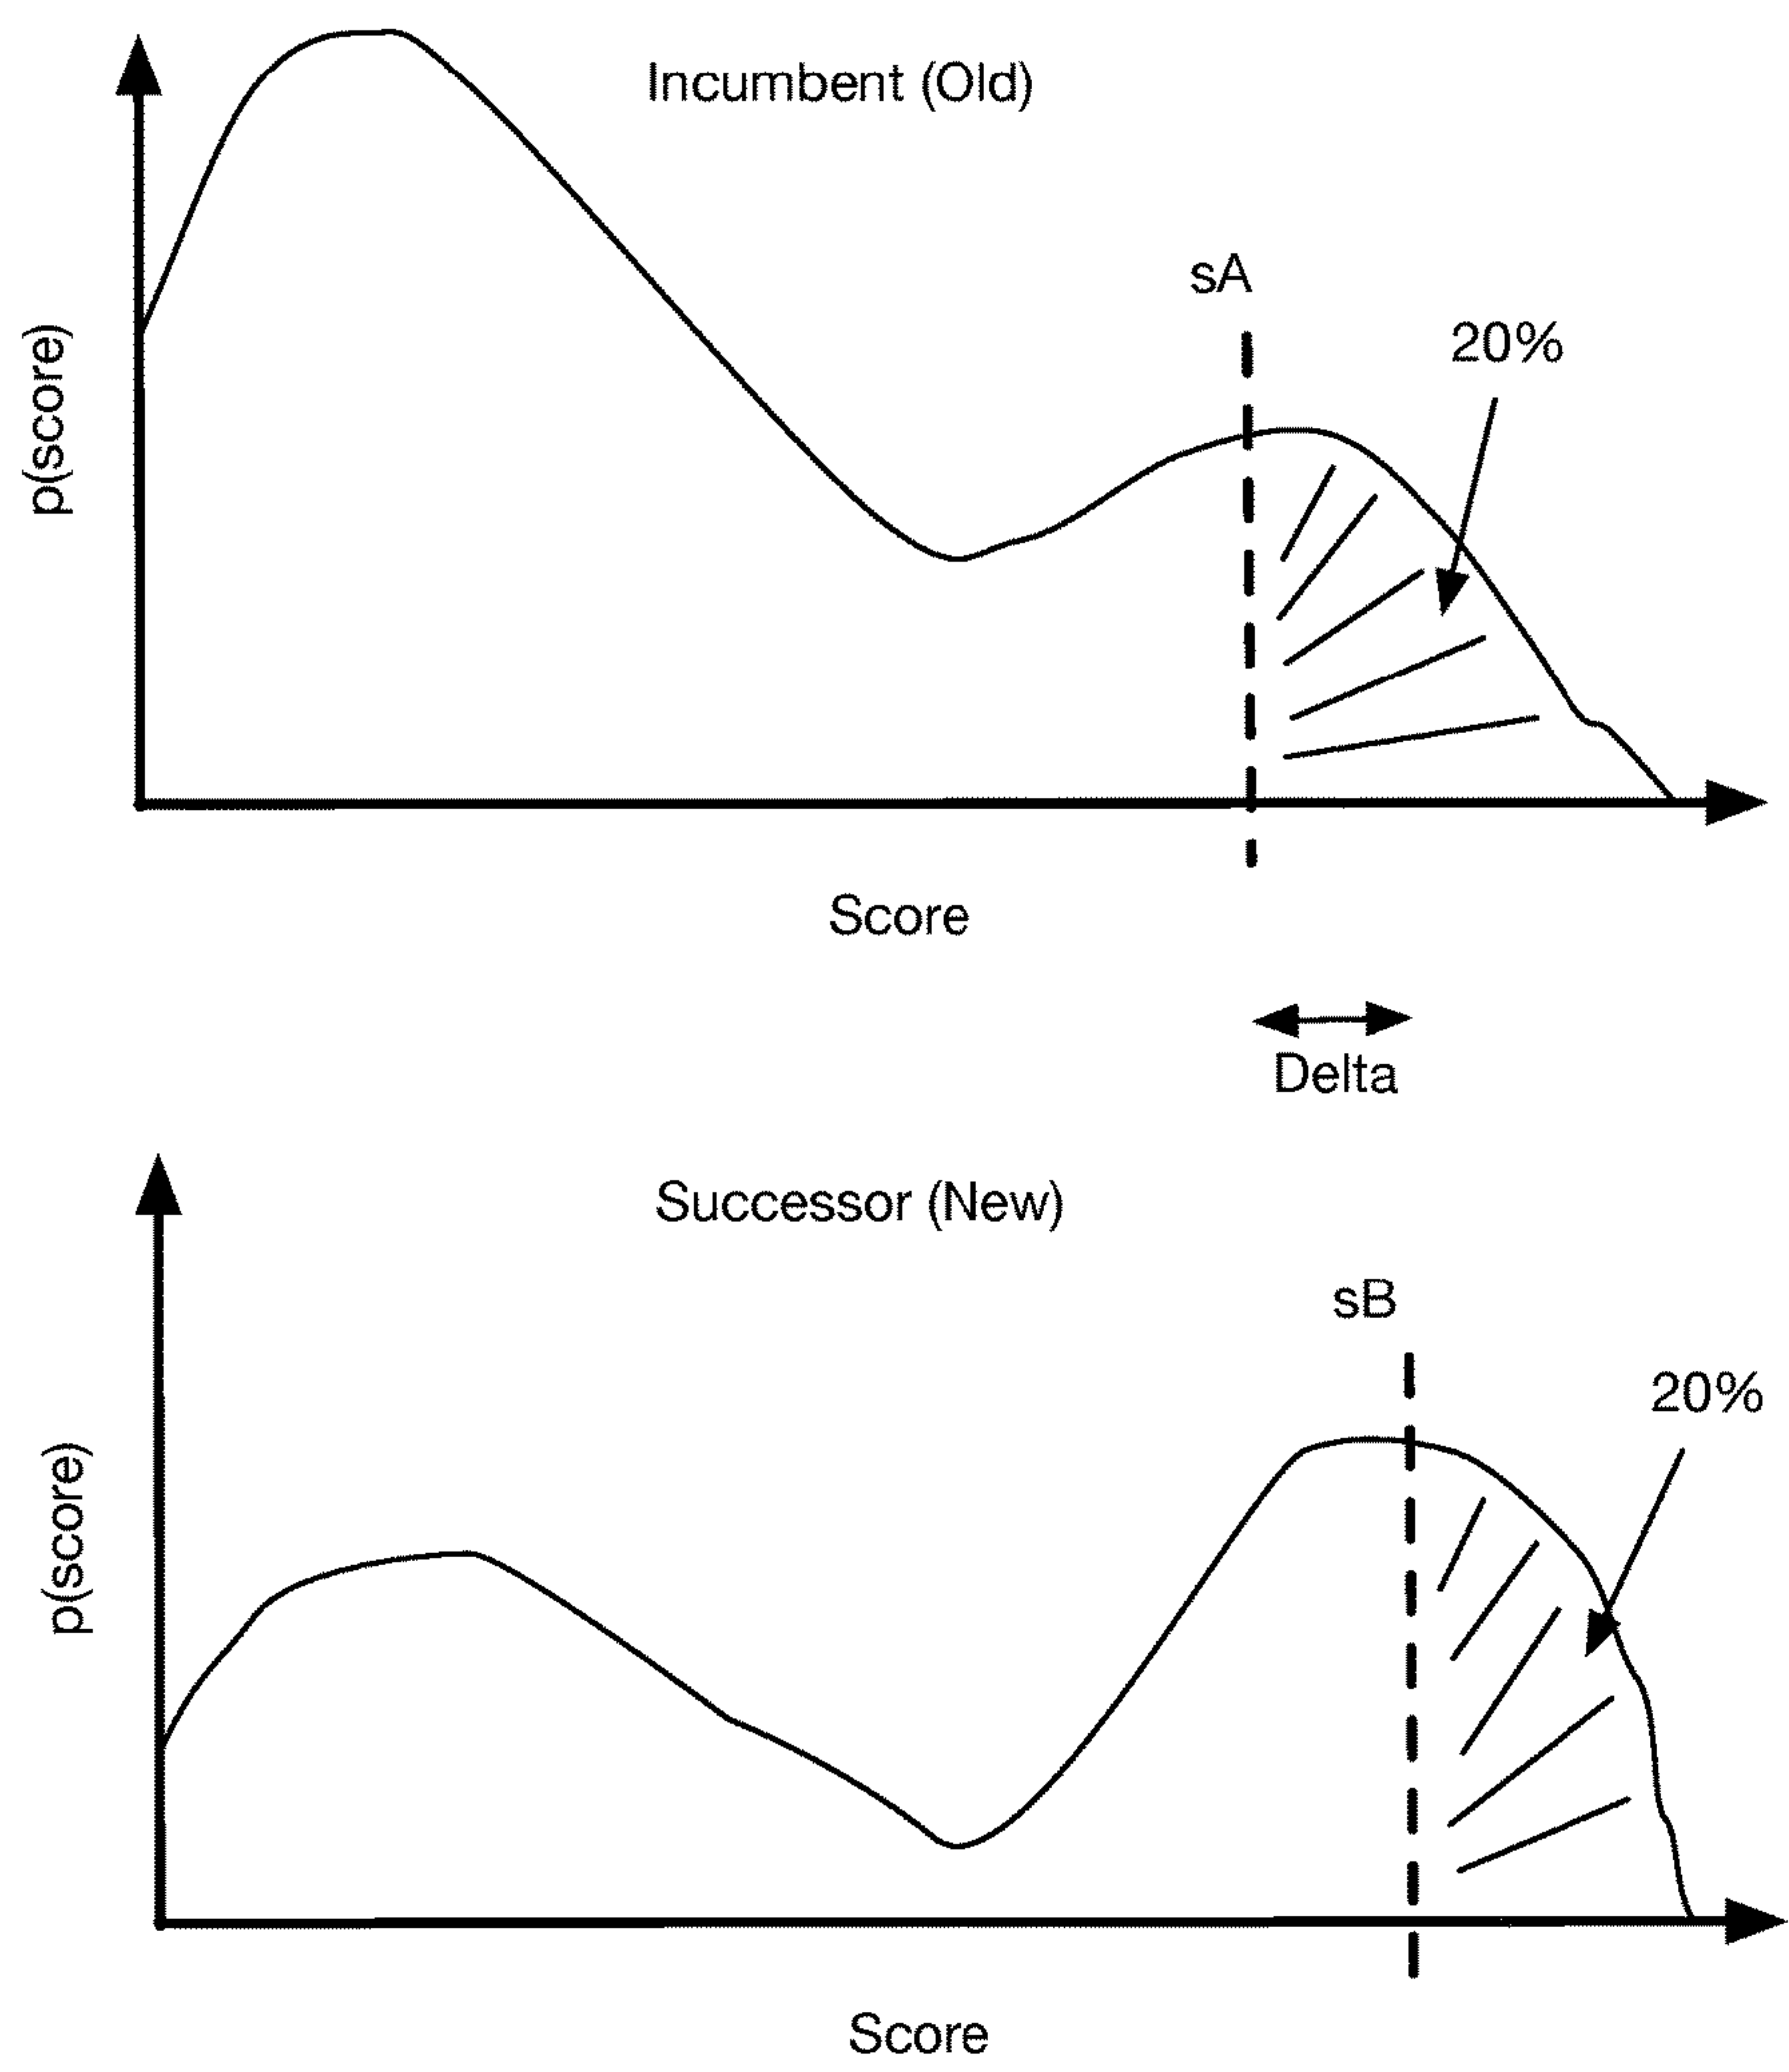 Incumbent (Old)
sA
20%
p(score)
Score
Delta
Successor (New)
sB
20%
p(score)
Score